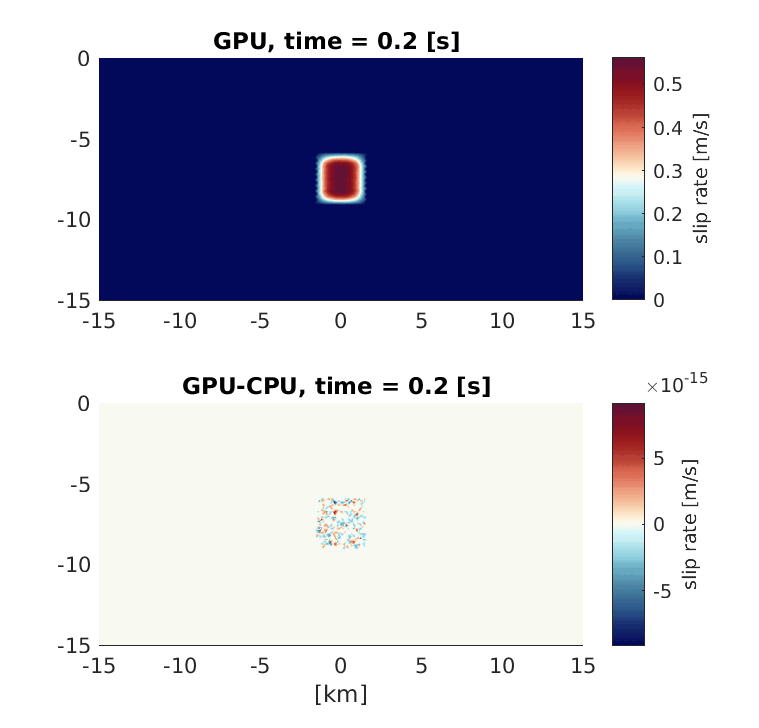 GPU, time = 0.2 [s]
0
-5
-10
-15
-15 -10 -5 0 5 10 15
0.5
0.4
0.3
0.2
0.1
0
slip rate [m/s]
GPU-CPU, time = 0.2 [s]
×10-15
0
-5
-10
-15
-15 -10 -5 0 5 10 15
[km]
5
0
-5
slip rate [m/s]